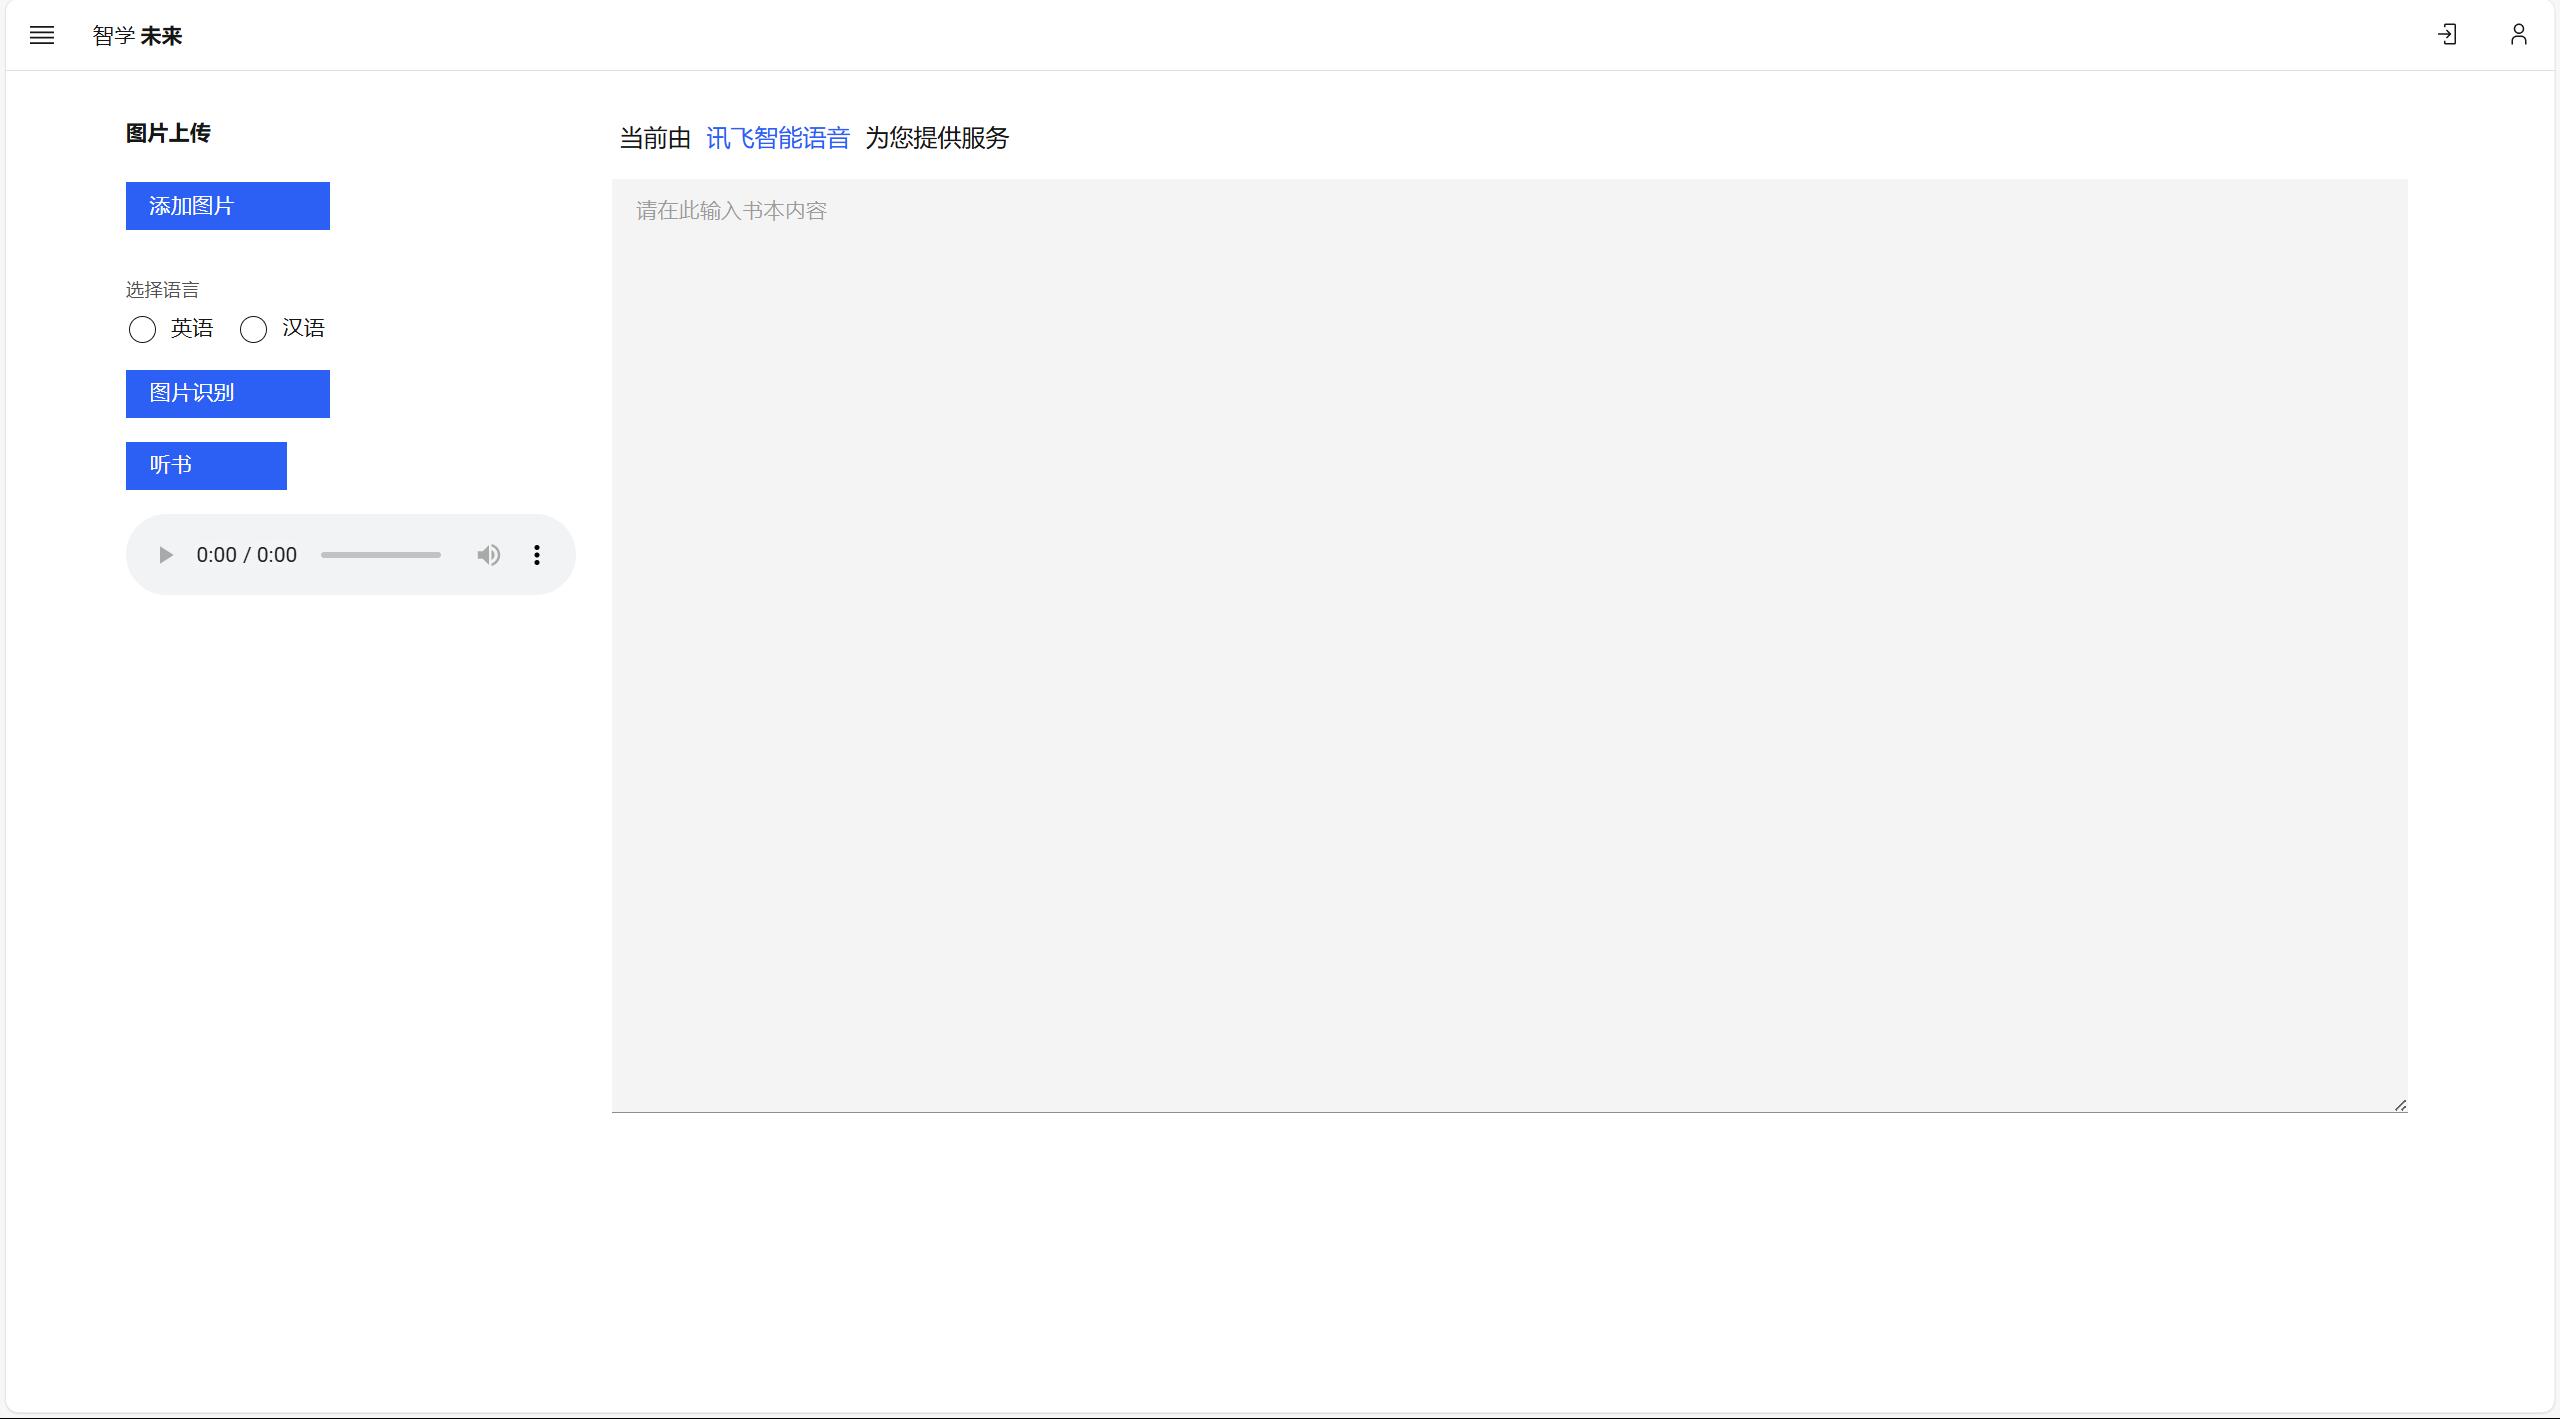 智学 未来
图片上传
添加图片
选择语言
英语 汉语
图片识别
听书
0:00 / 0:00
当前由 讯飞智能语音 为您提供服务
请在此输入书本内容